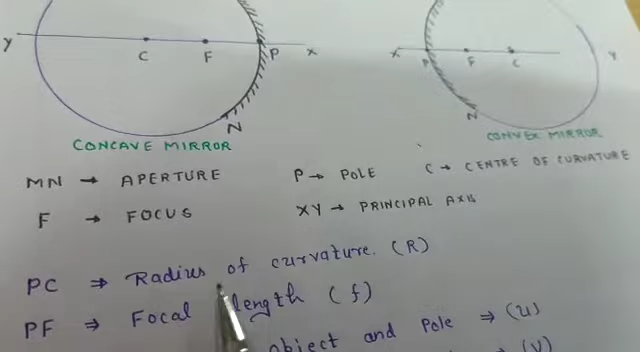 Y C F P X X P F C Y
N N
CONCAVE MIRROR CONVEX MIRROR
MN → APERTURE P → POLE C → CENTRE OF CURVATURE
F → FOCUS XY → PRINCIPAL AXIS
PC ⇒ Radius of curvature. (R)
PF ⇒ Focal length (f)
object and Pole ⇒ (u)
(V)